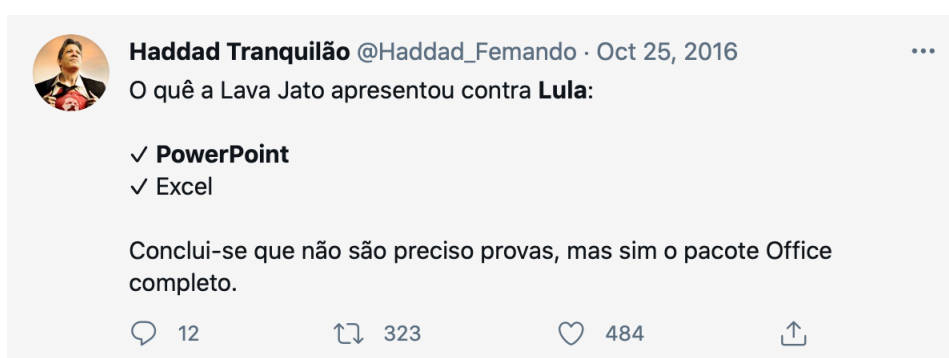 Haddad Tranquilão @Haddad_Femando · Oct 25, 2016
O quê a Lava Jato apresentou contra Lula:
✓ PowerPoint
✓ Excel
Conclui-se que não são preciso provas, mas sim o pacote Office
completo.
12 323 484